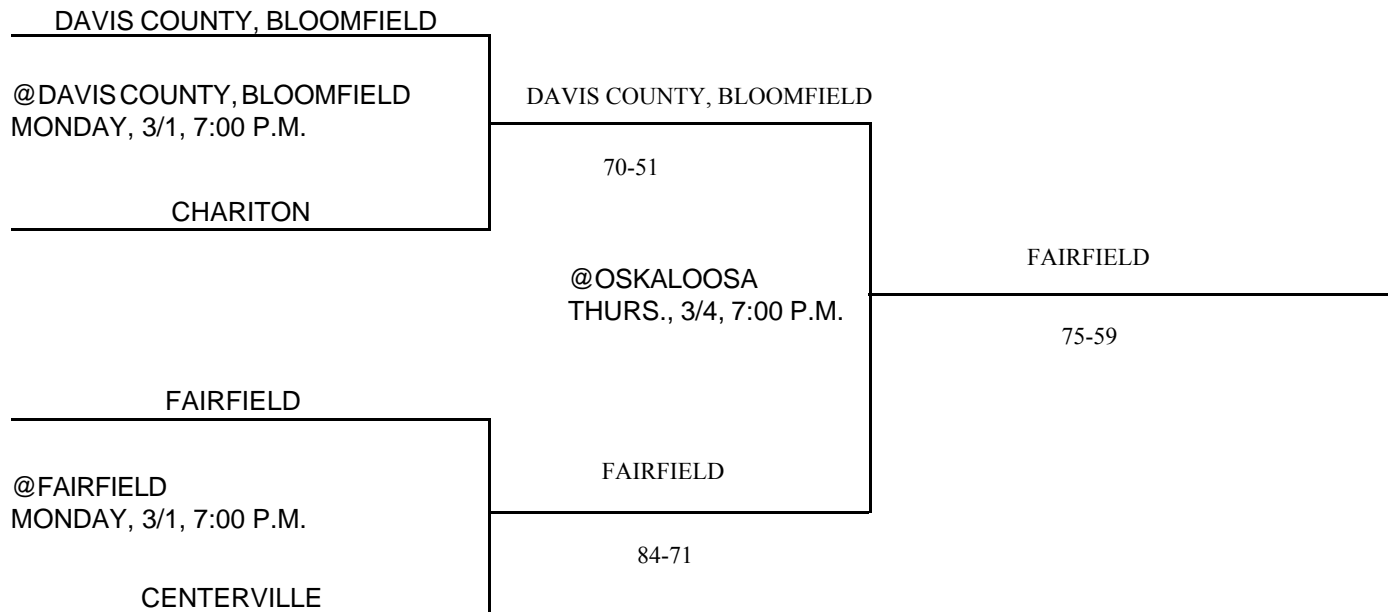 DAVIS COUNTY, BLOOMFIELD
@DAVIS COUNTY, BLOOMFIELD
MONDAY, 3/1, 7:00 P.M.
CHARITON
DAVIS COUNTY, BLOOMFIELD
70-51
@OSKALOOSA
THURS., 3/4, 7:00 P.M.
FAIRFIELD
75-59
FAIRFIELD
@FAIRFIELD
MONDAY, 3/1, 7:00 P.M.
CENTERVILLE
FAIRFIELD
84-71